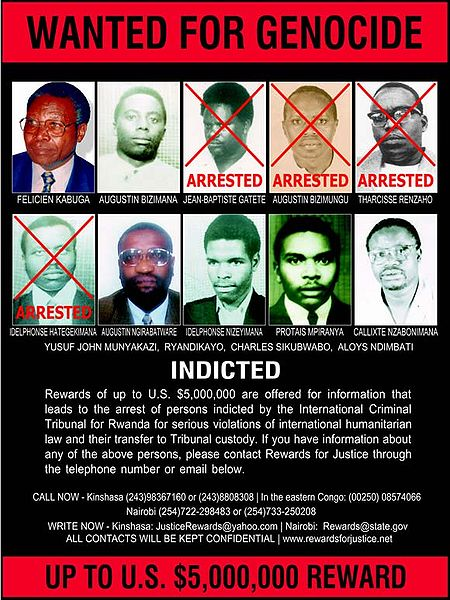 WANTED FOR GENOCIDE
ARRESTED ARRESTED ARRESTED
FELICIEN KABUGA AUGUSTIN BIZIMANA JEAN-BAPTISTE GATETE AUGUSTIN BIZIMUNGU THARCISSE RENZAHO
ARRESTED
IDELPHONSE HATEGEKIMANA AUGUSTIN NGIRABATWARE IDELPHONSE NIZEYIMANA PROTAIS MPIRANYA CALLIXTE NZABONIMANA
YUSUF JOHN MUNYAKAZI, RYANDIKAYO, CHARLES SIKUBWABO, ALOYS NDIMBATI
INDICTED
Rewards of up to U.S. $5,000,000 are offered for information that
leads to the arrest of persons indicted by the International Criminal
Tribunal for Rwanda for serious violations of international humanitarian
law and their transfer to Tribunal custody. If you have information about
any of the above persons, please contact Rewards for Justice through
the telephone number or email below.
CALL NOW - Kinshasa (243)98367160 or (243)8808308 | In the eastern Congo: (00250) 08574066
Nairobi (254)722-298483 or (254)733-250208
WRITE NOW - Kinshasa: JusticeRewards@yahoo.com | Nairobi: Rewards@state.gov
ALL CONTACTS WILL BE KEPT CONFIDENTIAL | www.rewardsforjustice.net
UP TO U.S. $5,000,000 REWARD